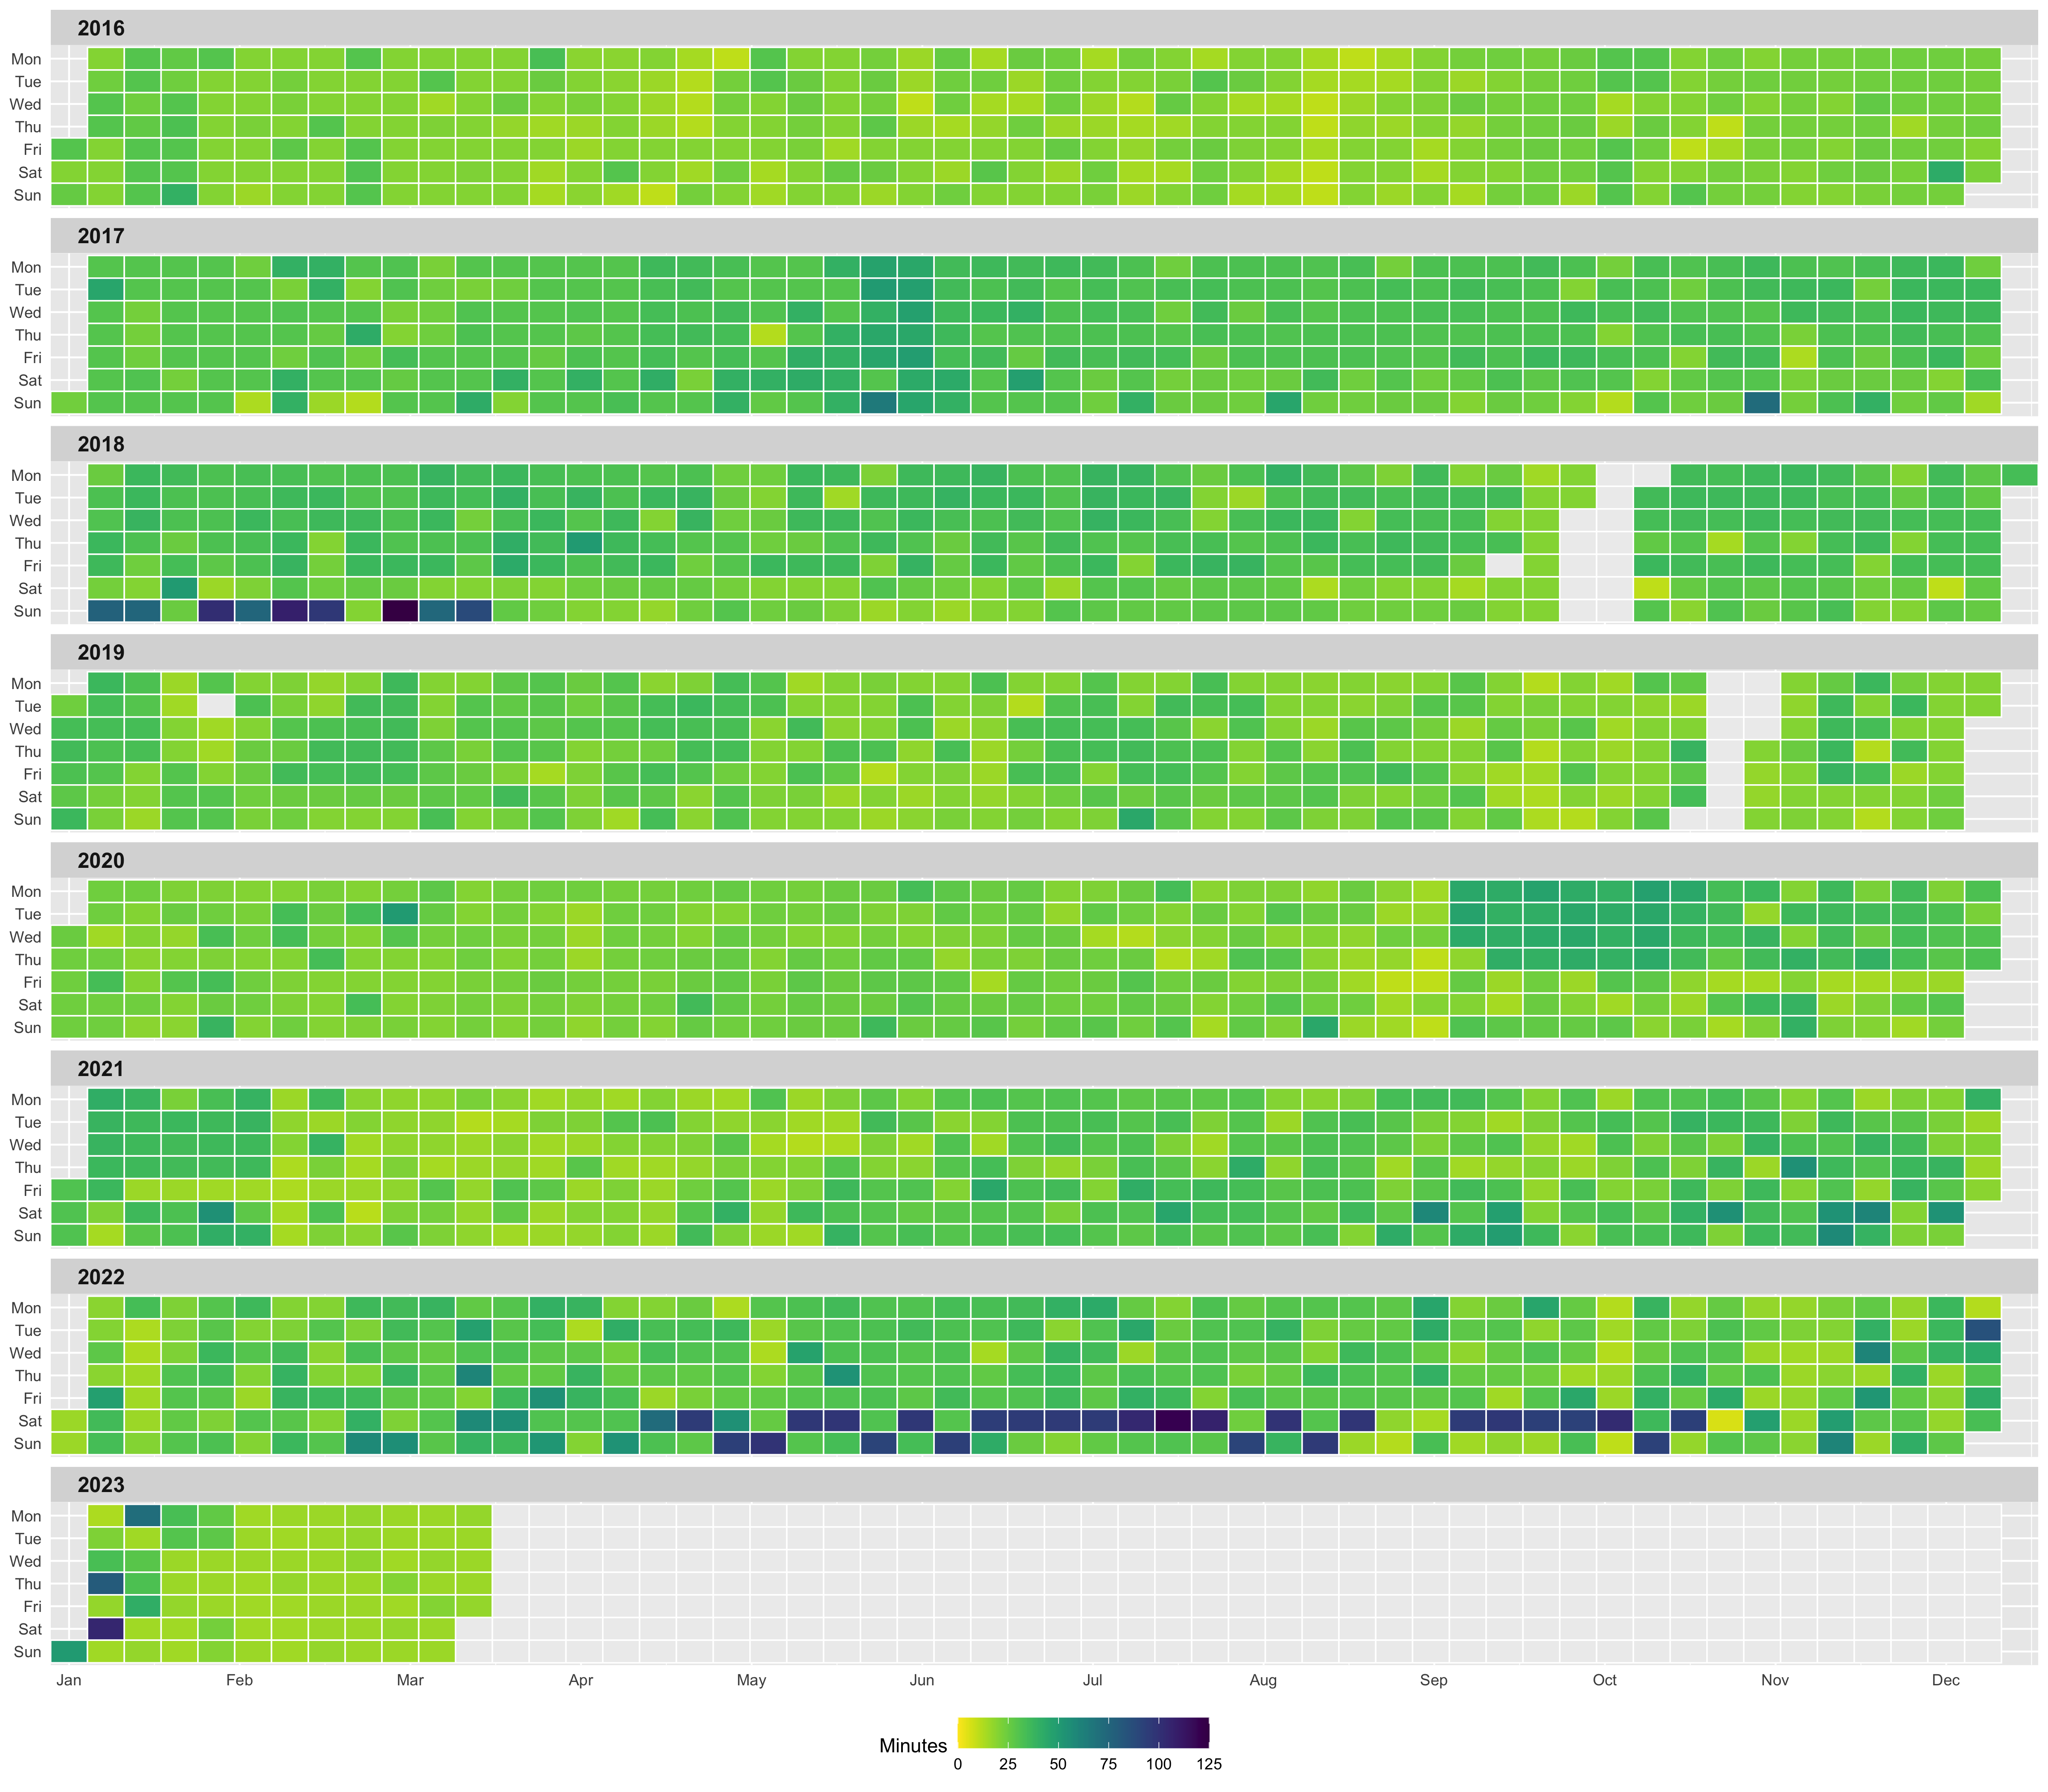 2016
Mon
Tue
Wed
Thu
Fri
Sat
Sun
2017
Mon
Tue
Wed
Thu
Fri
Sat
Sun
2018
Mon
Tue
Wed
Thu
Fri
Sat
Sun
2019
Mon
Tue
Wed
Thu
Fri
Sat
Sun
2020
Mon
Tue
Wed
Thu
Fri
Sat
Sun
2021
Mon
Tue
Wed
Thu
Fri
Sat
Sun
2022
Mon
Tue
Wed
Thu
Fri
Sat
Sun
2023
Mon
Tue
Wed
Thu
Fri
Sat
Sun
Jan Feb Mar Apr May Jun Jul Aug Sep Oct Nov Dec
Minutes
0 25 50 75 100 125